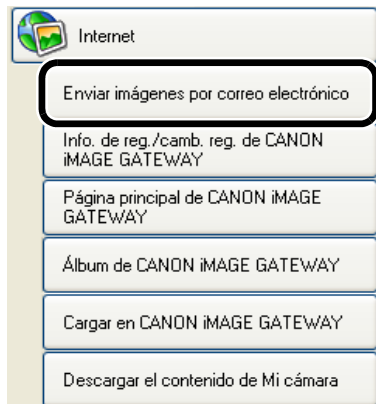 Internet
Enviar imágenes por correo electrónico
Info. de reg./camb. reg. de CANON
iMAGE GATEWAY
Página principal de CANON iMAGE
GATEWAY
Álbum de CANON iMAGE GATEWAY
Cargar en CANON iMAGE GATEWAY
Descargar el contenido de Mi cámara